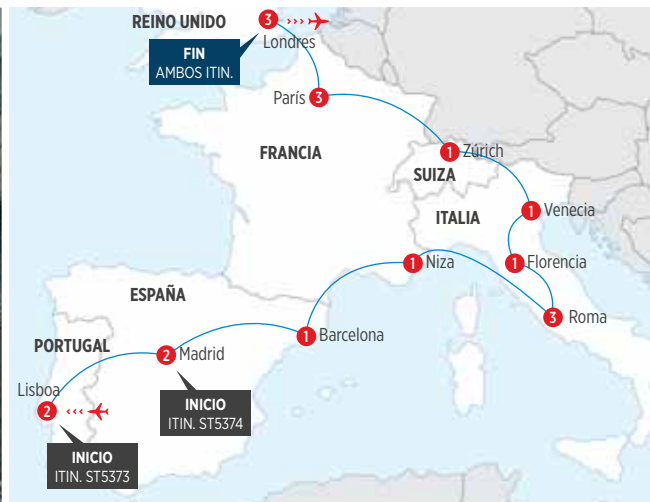 REINO UNIDO
3
Londres
FIN
AMBOS ITIN.
París
3
FRANCIA
1
Zúrich
SUIZA
ITALIA
1
Venecia
1
Florencia
1
Niza
3
Roma
ESPAÑA
1
Barcelona
PORTUGAL
2
Madrid
Lisboa
2
INICIO
ITIN. ST5374
INICIO
ITIN. ST5373